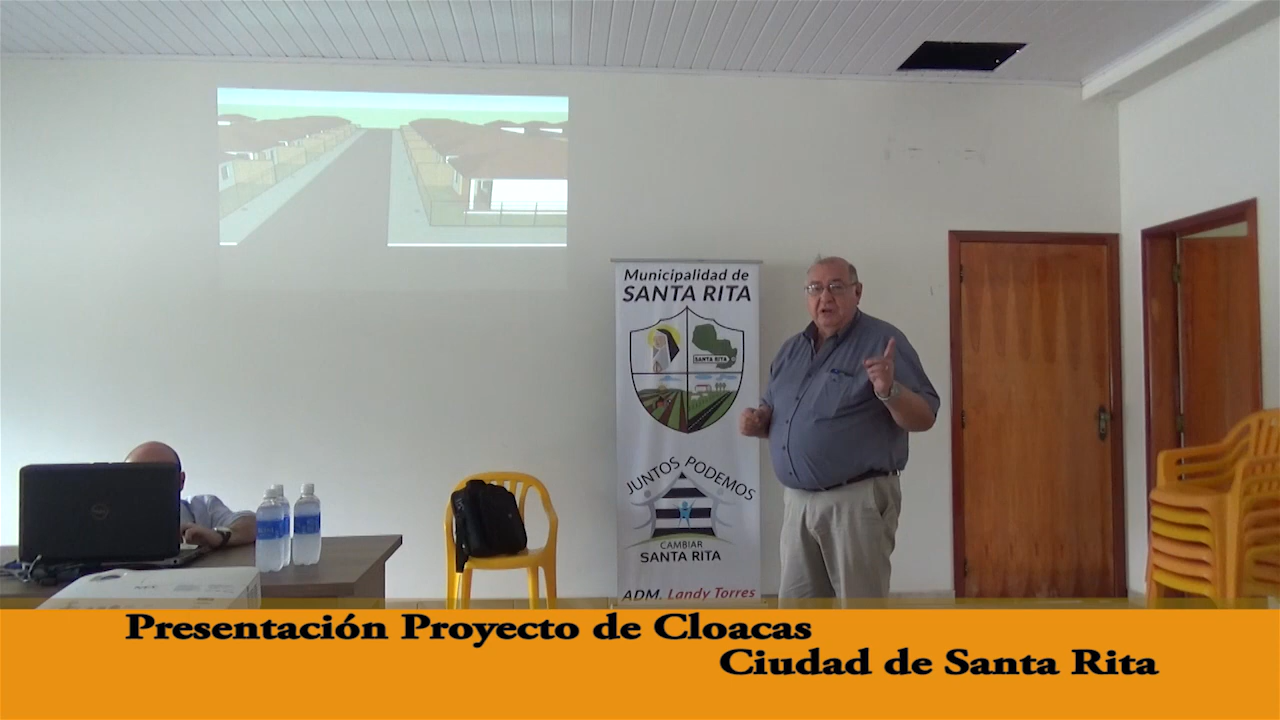 Municipalidad de
SANTA RITA
SANTA RITA
JUNTOS PODEMOS
CAMBIAR
SANTA RITA
ADM. Landy Torres
Presentación Proyecto de Cloacas
Ciudad de Santa Rita